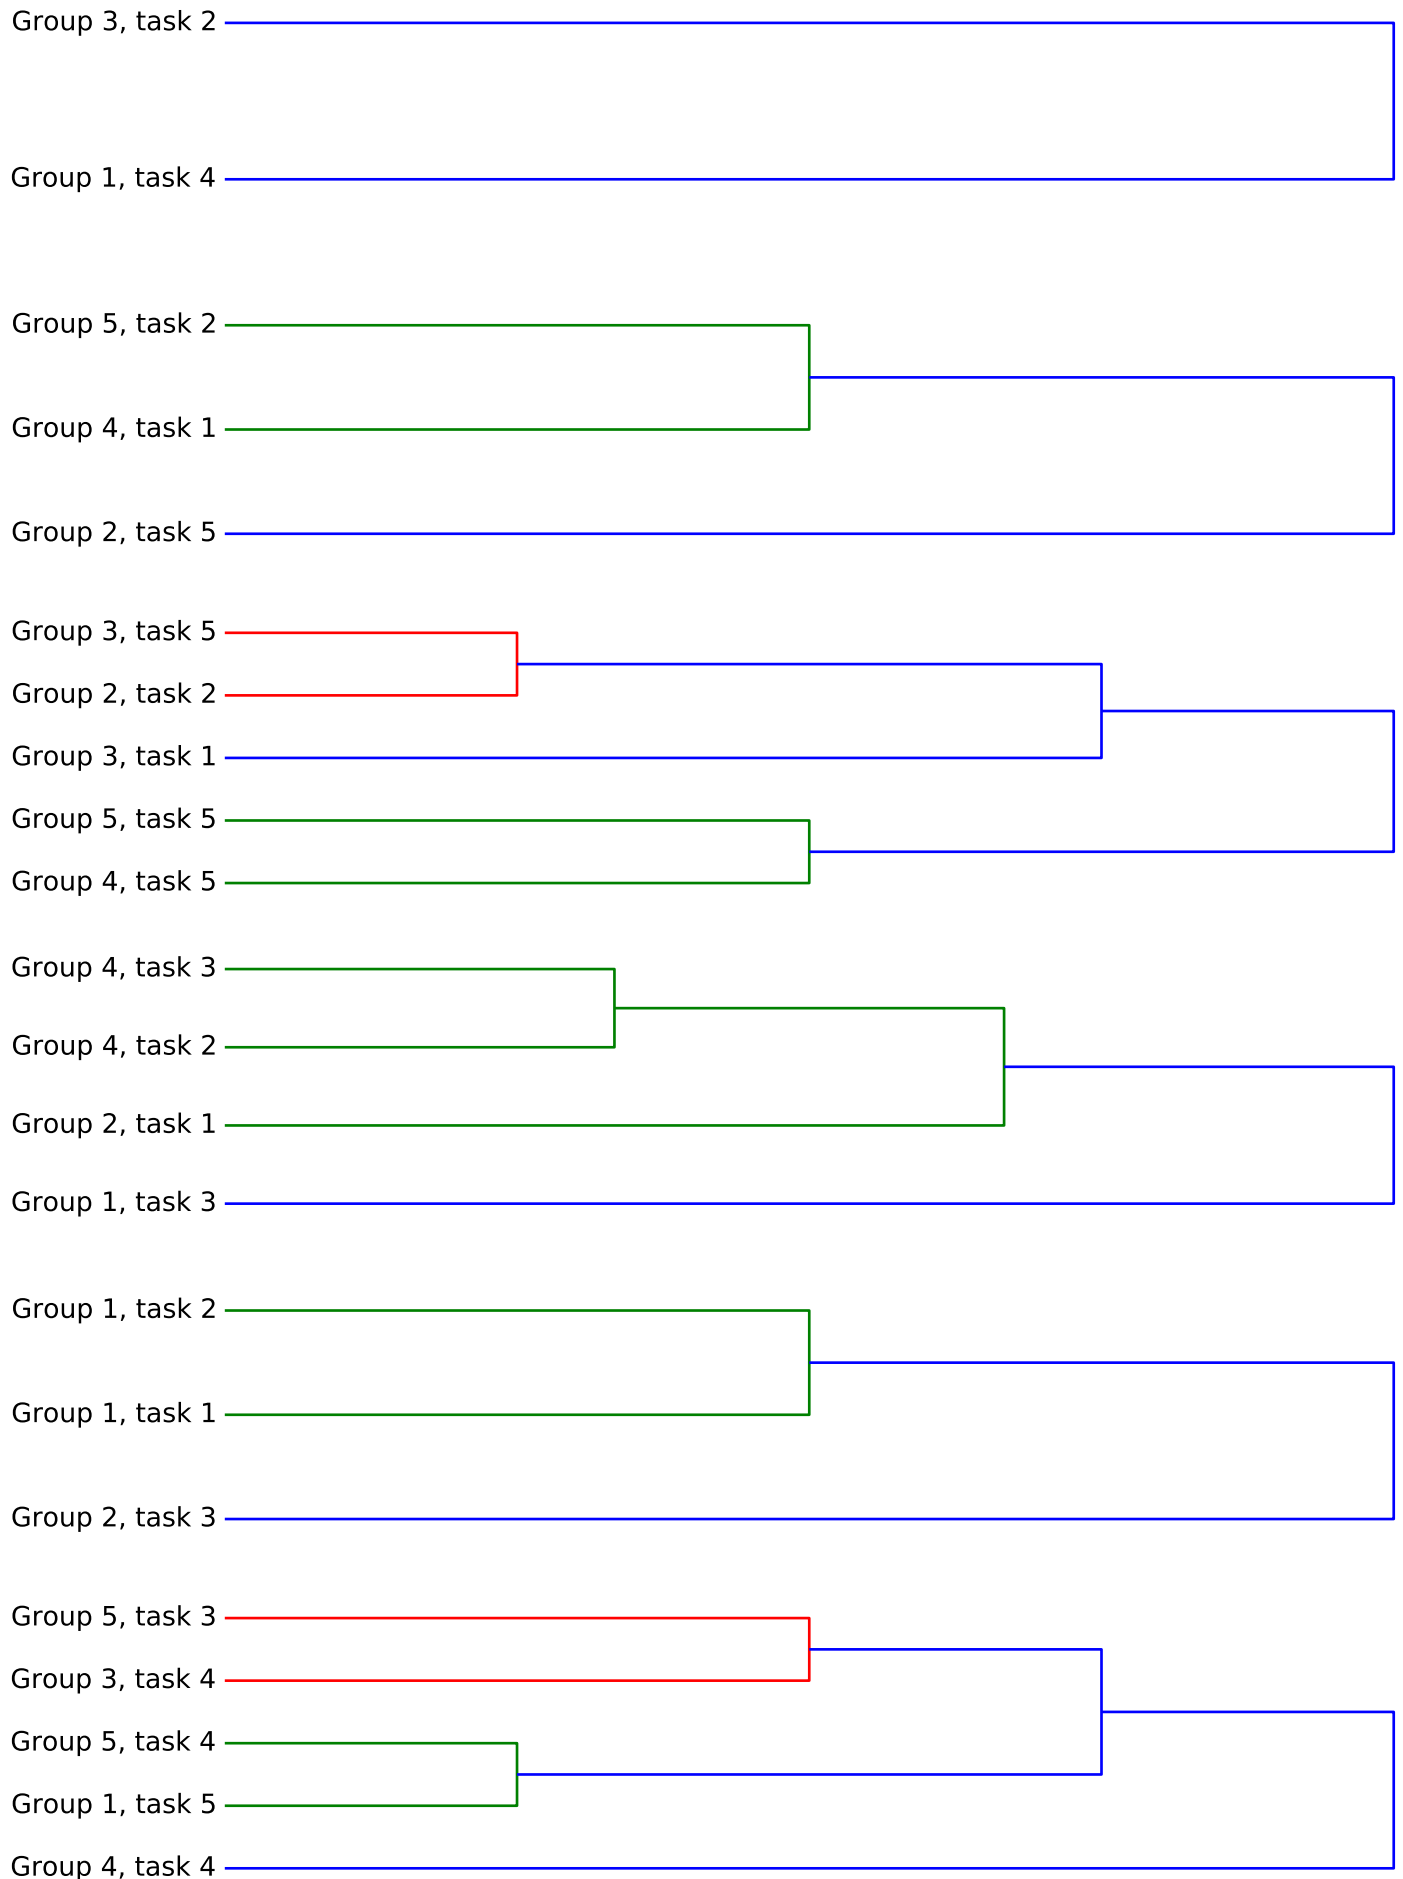 Group 3, task 2
Group 1, task 4
Group 5, task 2
Group 4, task 1
Group 2, task 5
Group 3, task 5
Group 2, task 2
Group 3, task 1
Group 5, task 5
Group 4, task 5
Group 4, task 3
Group 4, task 2
Group 2, task 1
Group 1, task 3
Group 1, task 2
Group 1, task 1
Group 2, task 3
Group 5, task 3
Group 3, task 4
Group 5, task 4
Group 1, task 5
Group 4, task 4